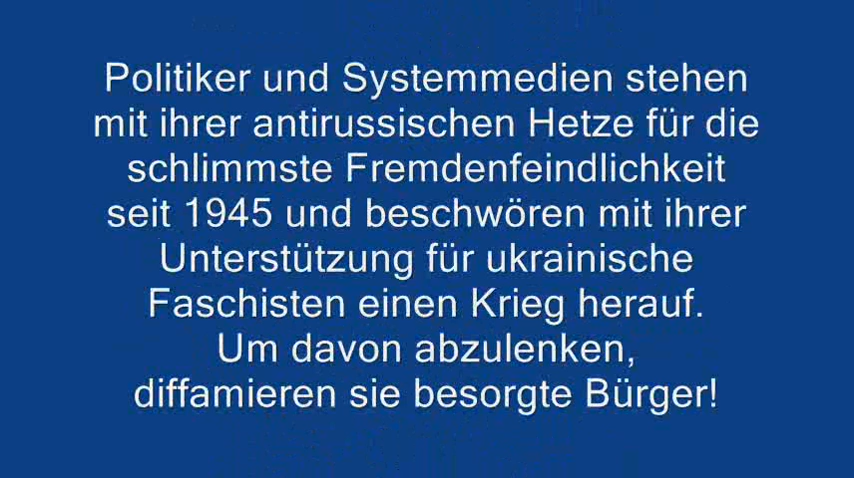 Politiker und Systemmedien stehen
mit ihrer antirussischen Hetze für die
schlimmste Fremdenfeindlichkeit
seit 1945 und beschwören mit ihrer
Unterstützung für ukrainische
Faschisten einen Krieg herauf.
Um davon abzulenken,
diffamieren sie besorgte Bürger!